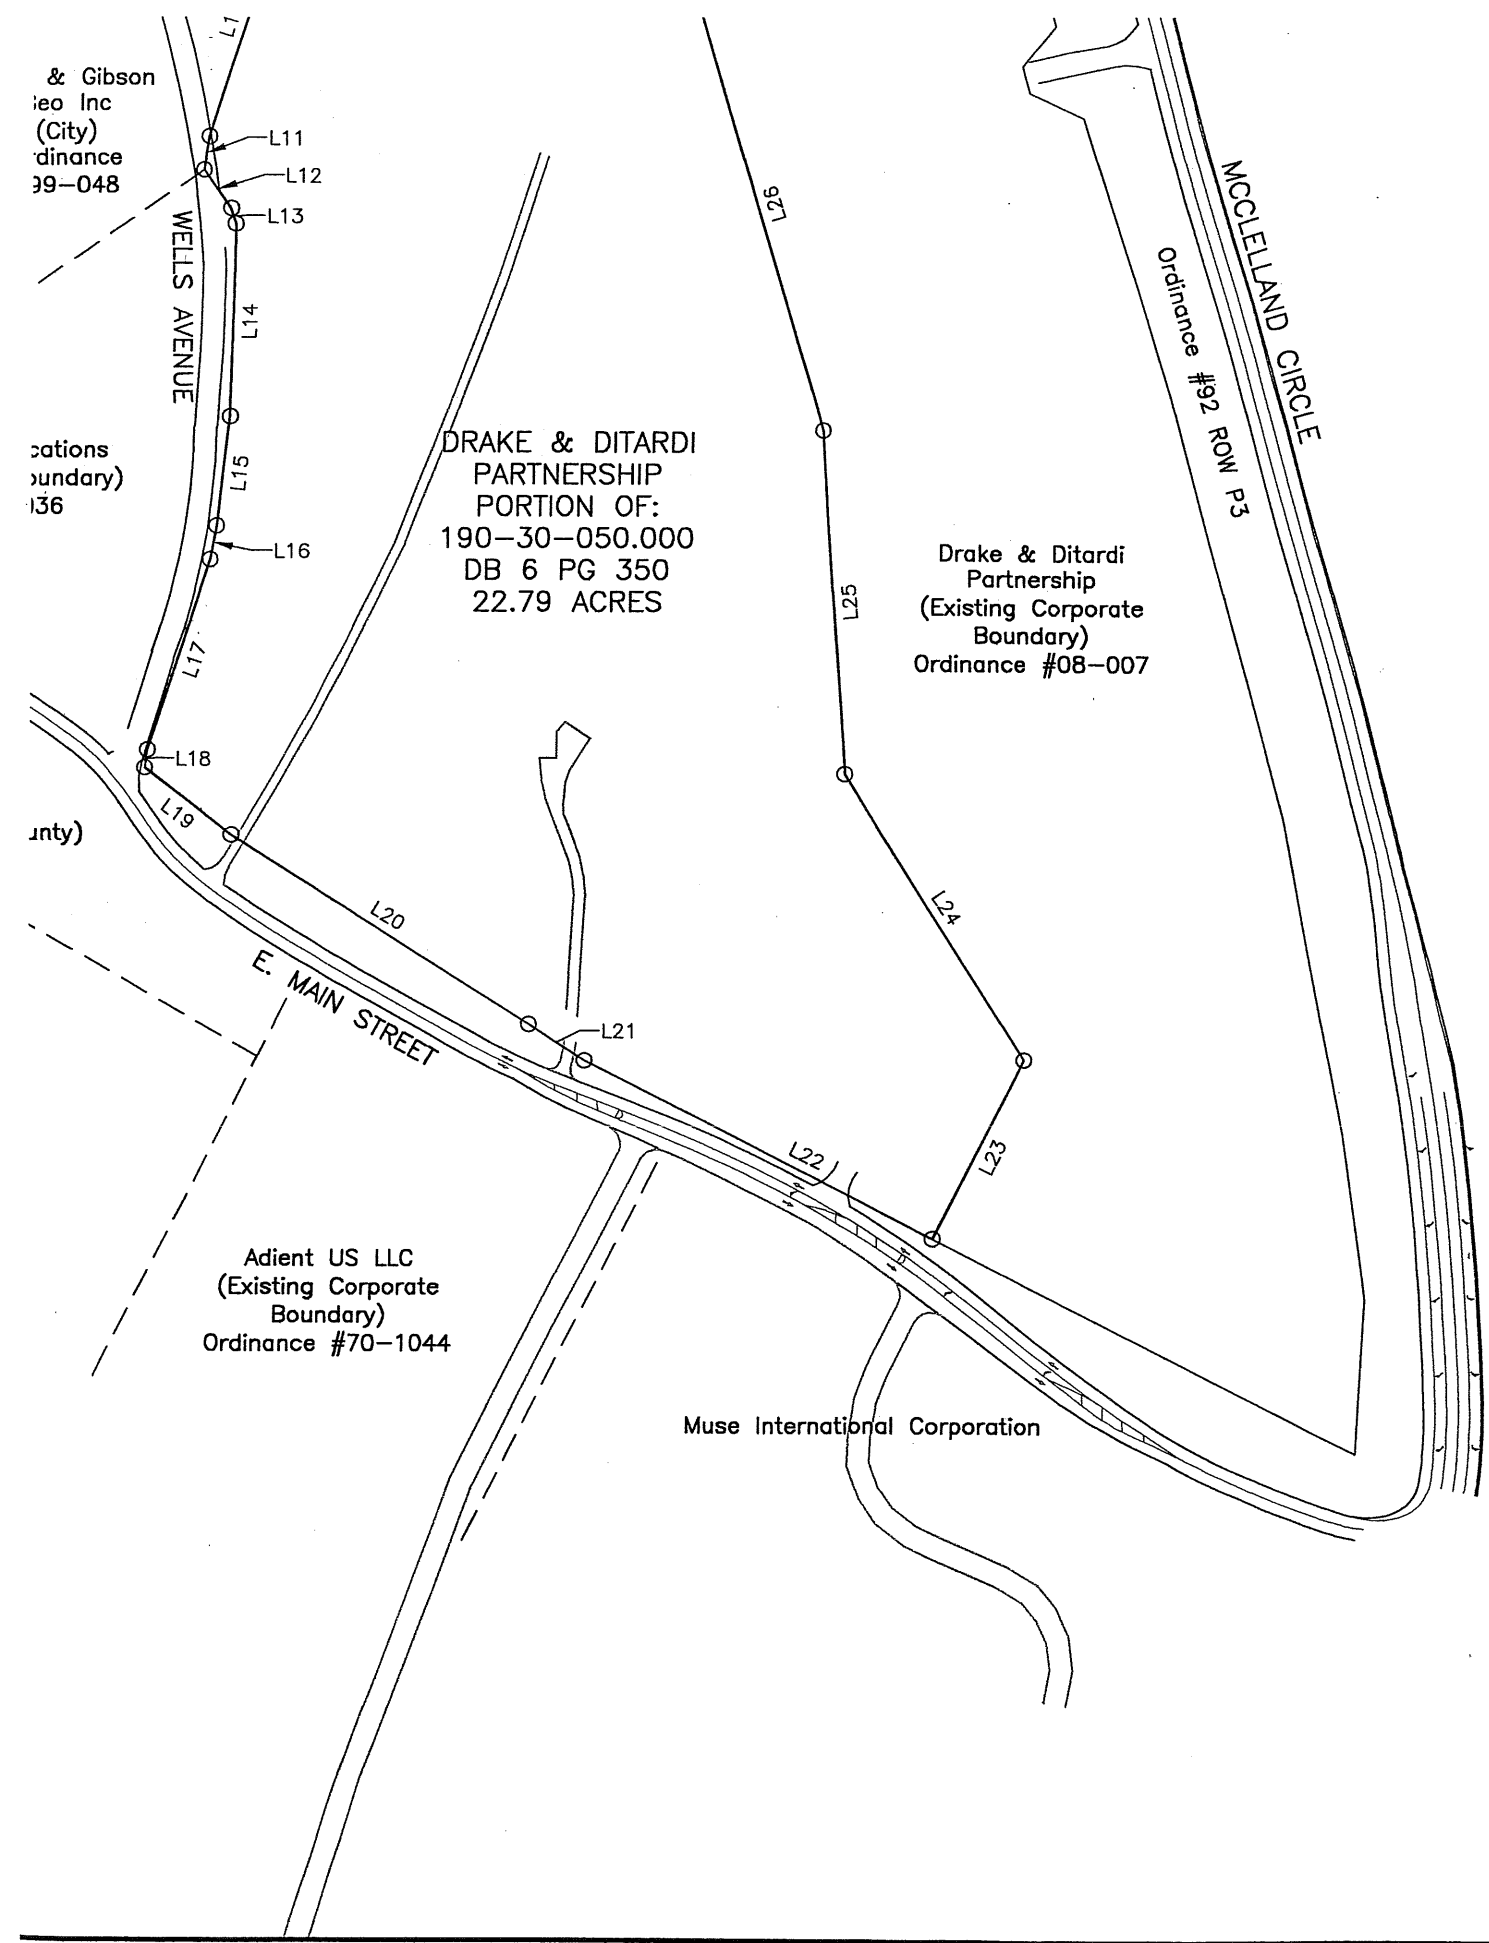 & Gibson
Inc
(City)
L11
L12
L13
WELLS AVENUE
L14
L15
L16
L17
L18
L19
L20
L21
L22
L23
L24
L25
L26
MCCLELLAND CIRCLE
Ordinance #92 ROW P3
DRAKE & DITARDI
PARTNERSHIP
PORTION OF:
190-30-050.000
DB 6 PG 350
22.79 ACRES
Drake & Ditardi
Partnership
(Existing Corporate
Boundary)
Ordinance #08-007
E. MAIN STREET
Adient US LLC
(Existing Corporate
Boundary)
Ordinance #70-1044
Muse International Corporation